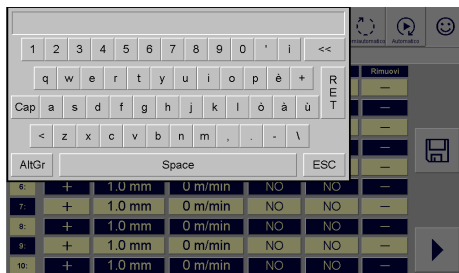 Semiautomatico Automatico
1 2 3 4 5 6 7 8 9 0 ' ì <<
Rimuovi
q w e r t y u i o p è + RET
—
Cap a s d f g h j k l ò à ù
—
—
< z x c v b n m , . - \
—
AltGr Space ESC
—
6: + 1.0 mm 0 m/min NO NO —
7: + 1.0 mm 0 m/min NO NO —
8: + 1.0 mm 0 m/min NO NO —
9: + 1.0 mm 0 m/min NO NO —
10: + 1.0 mm 0 m/min NO NO —